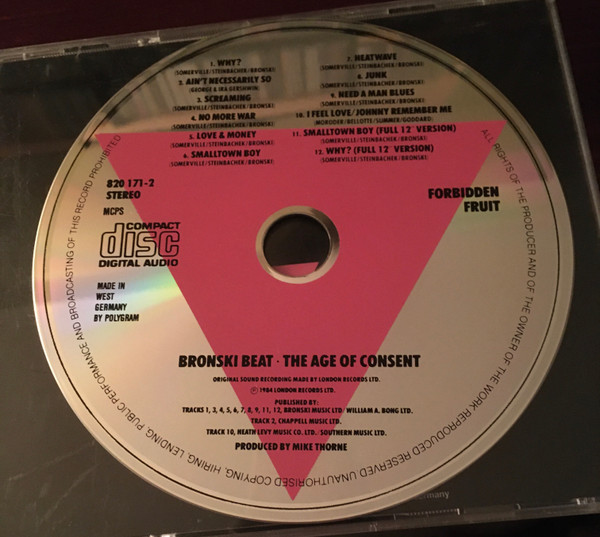 1. WHY?
(SOMERVILLE/STEINBACHER/BRONSKI)
2. AIN'T NECESSARILY SO
(GEORGE & IRA GERSHWIN)
3. SCREAMING
(SOMERVILLE/STEINBACHER/BRONSKI)
4. NO MORE WAR
(SOMERVILLE/STEINBACHER/BRONSKI)
5. LOVE & MONEY
(SOMERVILLE/STEINBACHER/BRONSKI)
6. SMALLTOWN BOY
(SOMERVILLE/STEINBACHER/BRONSKI)
7. HEATWAVE
(SOMERVILLE/STEINBACHER/BRONSKI)
8. JUNK
(SOMERVILLE/STEINBACHER/BRONSKI)
9. NEED A MAN BLUES
(SOMERVILLE/STEINBACHER/BRONSKI)
10. I FEEL LOVE/JOHNNY REMEMBER ME
(MORODER/BELLOTTE/SUMMER/GODDARD)
11. SMALLTOWN BOY (FULL 12" VERSION)
(SOMERVILLE/STEINBACHER/BRONSKI)
12. WHY? (FULL 12" VERSION)
(SOMERVILLE/STEINBACHER/BRONSKI)
820 171-2
STEREO
MCPS
COMPACT
disc
DIGITAL AUDIO
FORBIDDEN
FRUIT
MADE IN
WEST
GERMANY
BY POLYGRAM
BRONSKI BEAT · THE AGE OF CONSENT
ORIGINAL SOUND RECORDING MADE BY LONDON RECORDS LTD.
℗ 1984 LONDON RECORDS LTD.
PUBLISHED BY:
TRACKS 1, 3, 4, 5, 6, 7, 8, 9, 11, 12, BRONSKI MUSIC LTD/WILLIAM A. BONG LTD.
TRACK 2, CHAPPELL MUSIC LTD.
TRACK 10, HEATH LEVY MUSIC CO. LTD./SOUTHERN MUSIC LTD.
PRODUCED BY MIKE THORNE
ALL RIGHTS OF THE PRODUCER AND OF THE OWNER OF THE WORK REPRODUCED RESERVED UNAUTHORISED COPYING, HIRING, LENDING, PUBLIC PERFORMANCE AND BROADCASTING OF THIS RECORD PROHIBITED